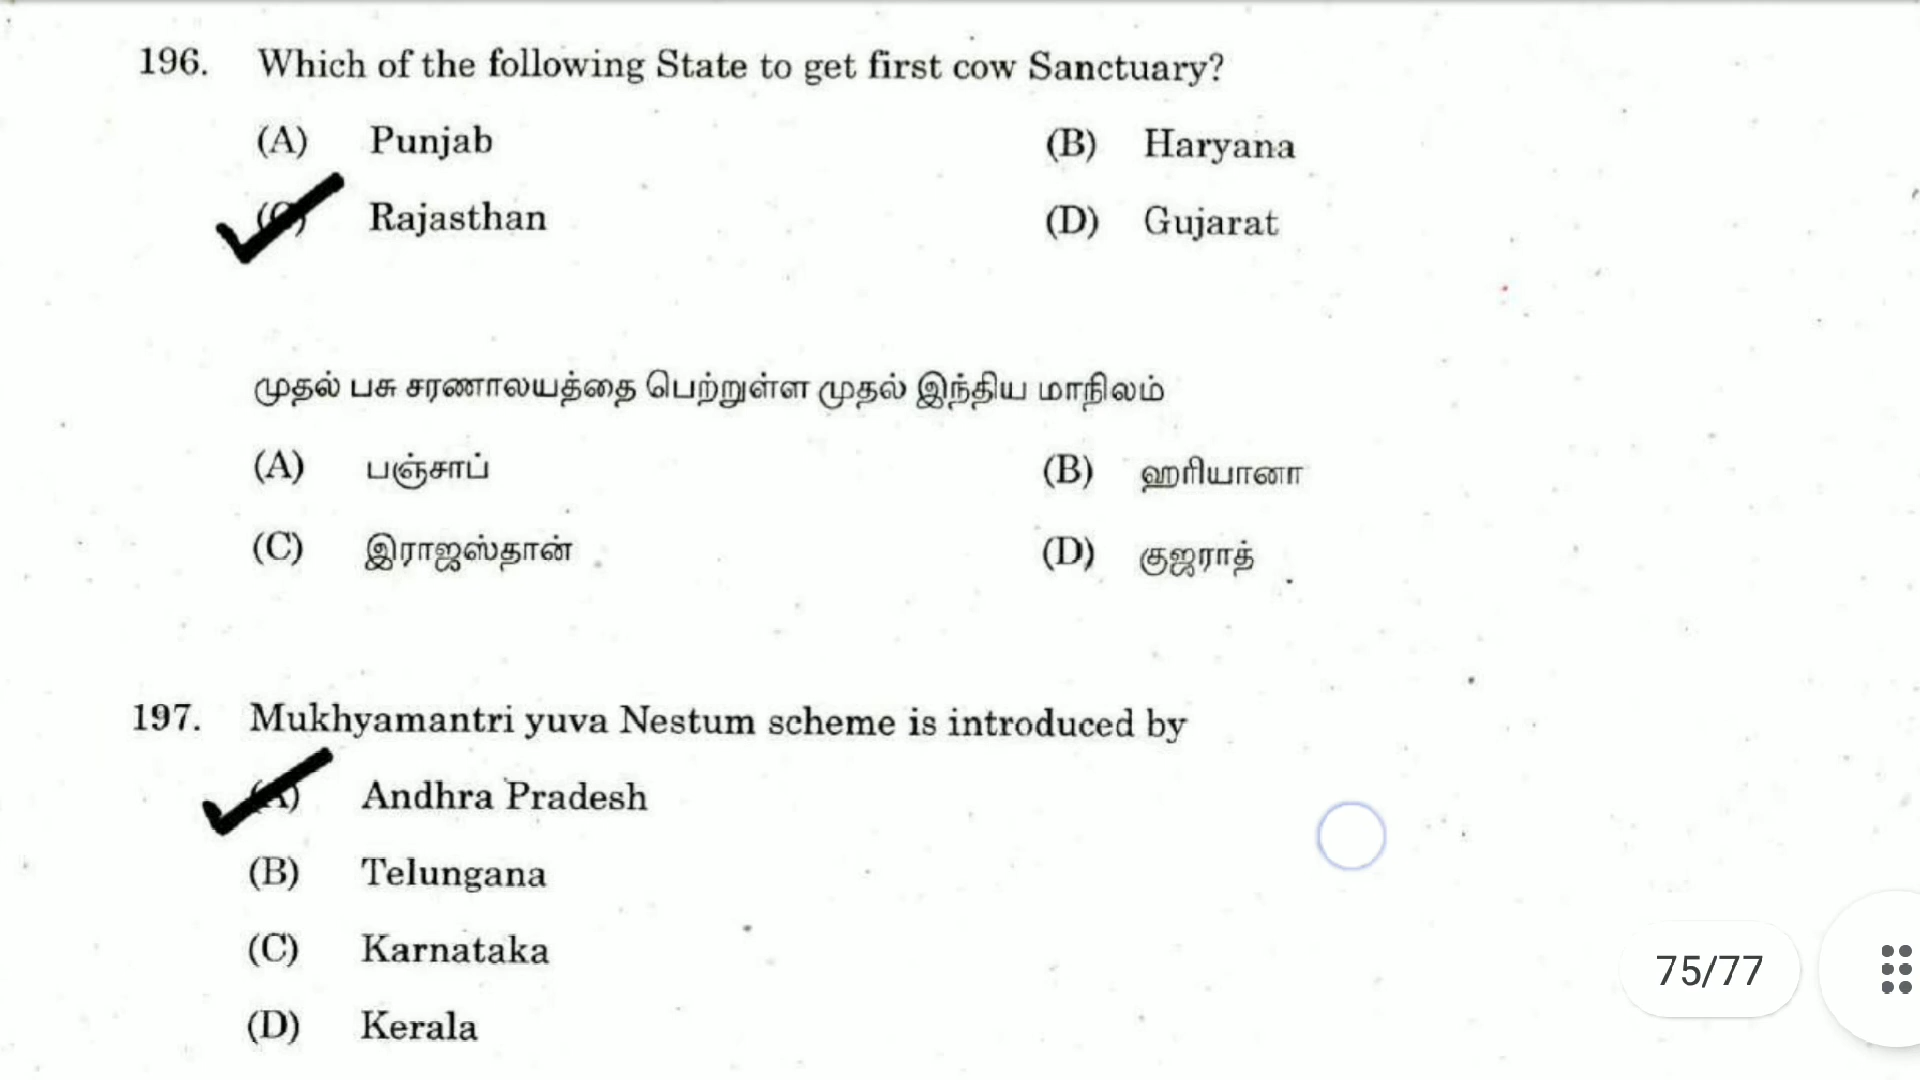 196. Which of the following State to get first cow Sanctuary?
(A) Punjab (B) Haryana
(C) Rajasthan (D) Gujarat
முதல் பசு சரணாலயத்தை பெற்றுள்ள முதல் இந்திய மாநிலம்
(A) பஞ்சாப் (B) ஹரியானா
(C) இராஜஸ்தான் (D) குஜராத்
197. Mukhyamantri yuva Nestum scheme is introduced by
(A) Andhra Pradesh
(B) Telungana
(C) Karnataka
(D) Kerala
75/77